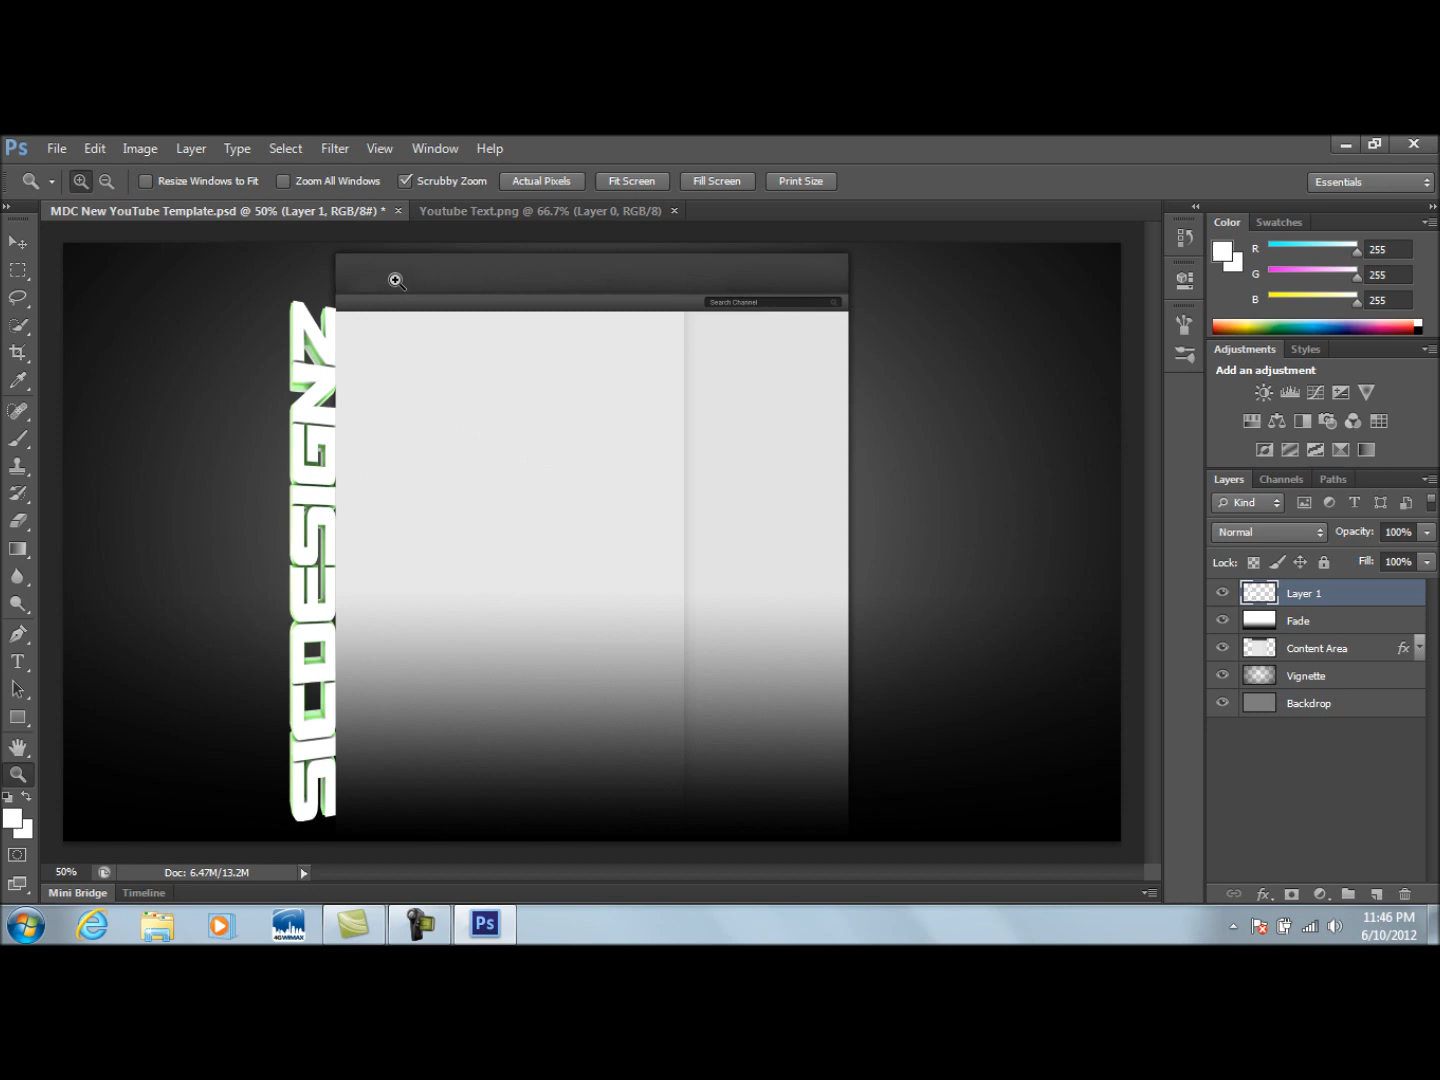 Ps File Edit Image Layer Type Select Filter View Window Help
Resize Windows to Fit Zoom All Windows Scrubby Zoom Actual Pixels Fit Screen Fill Screen Print Size Essentials
MDC New YouTube Template.psd @ 50% (Layer 1, RGB/8#) * × Youtube Text.png @ 66.7% (Layer 0, RGB/8) ×
Color Swatches
R 255
G 255
B 255
Search Channel
Adjustments Styles
Add an adjustment
Layers Channels Paths
Kind
Normal Opacity: 100%
Lock: Fill: 100%
Layer 1
Fade
Content Area fx
Vignette
Backdrop
50% Doc: 6.47M/13.2M
Mini Bridge Timeline
4G WiMAX
Ps
11:46 PM
6/10/2012